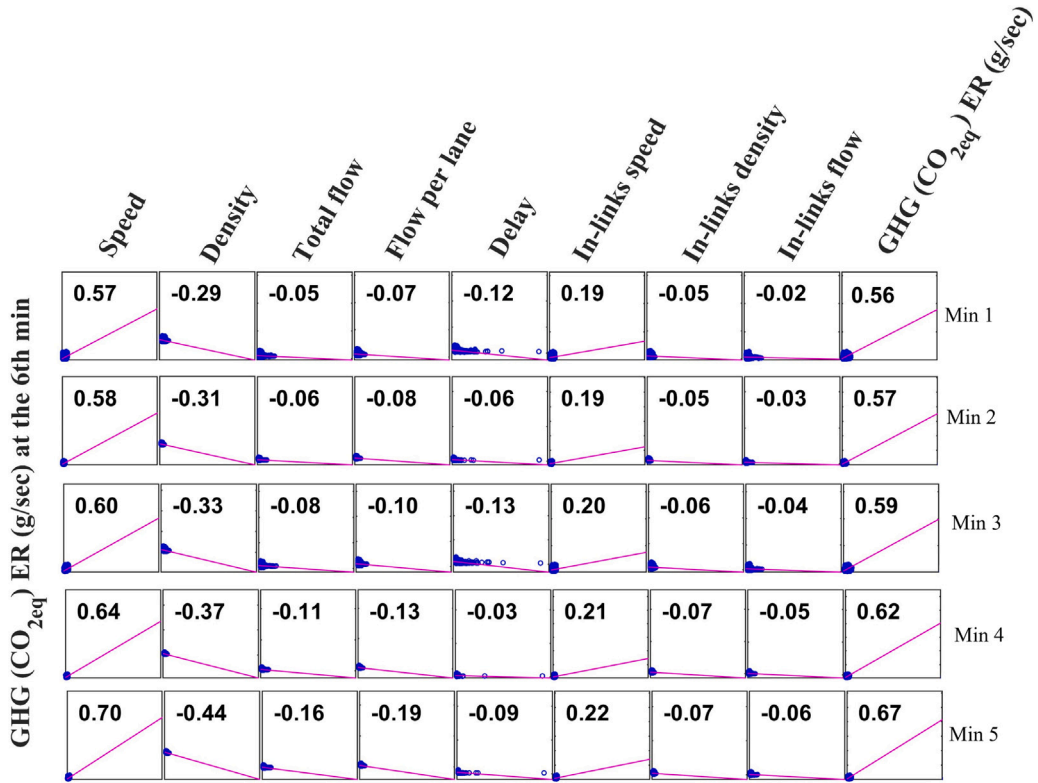 Speed
Density
Total flow
Flow per lane
Delay
In-links speed
In-links density
In-links flow
GHG (CO2eq) ER (g/sec)
GHG (CO2eq) ER (g/sec) at the 6th min
0.57 -0.29 -0.05 -0.07 -0.12 0.19 -0.05 -0.02 0.56 Min 1
0.58 -0.31 -0.06 -0.08 -0.06 0.19 -0.05 -0.03 0.57 Min 2
0.60 -0.33 -0.08 -0.10 -0.13 0.20 -0.06 -0.04 0.59 Min 3
0.64 -0.37 -0.11 -0.13 -0.03 0.21 -0.07 -0.05 0.62 Min 4
0.70 -0.44 -0.16 -0.19 -0.09 0.22 -0.07 -0.06 0.67 Min 5